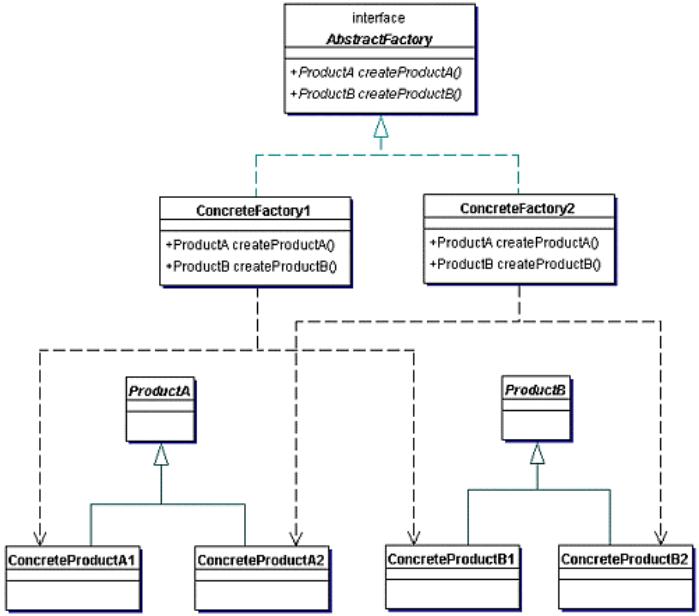 interface
AbstractFactory
+ProductA createProductA()
+ProductB createProductB()
ConcreteFactory1
+ProductA createProductA()
+ProductB createProductB()
ConcreteFactory2
+ProductA createProductA()
+ProductB createProductB()
ProductA
ProductB
ConcreteProductA1
ConcreteProductA2
ConcreteProductB1
ConcreteProductB2